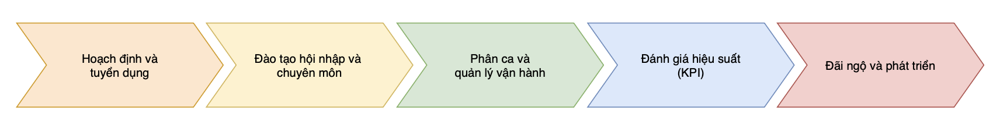 Hoạch định và
tuyển dụng
Đào tạo hội nhập và
chuyên môn
Phân ca và
quản lý vận hành
Đánh giá hiệu suất
(KPI)
Đãi ngộ và phát triển